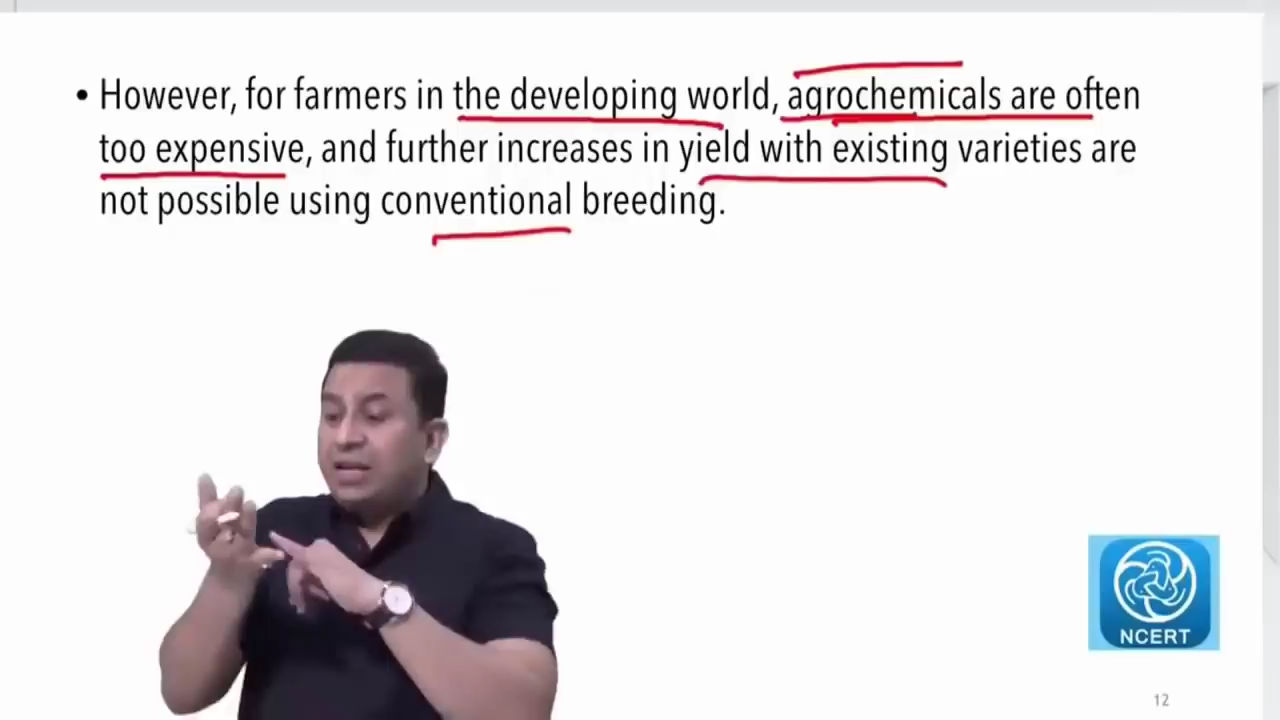 • However, for farmers in the developing world, agrochemicals are often
too expensive, and further increases in yield with existing varieties are
not possible using conventional breeding.
NCERT
12